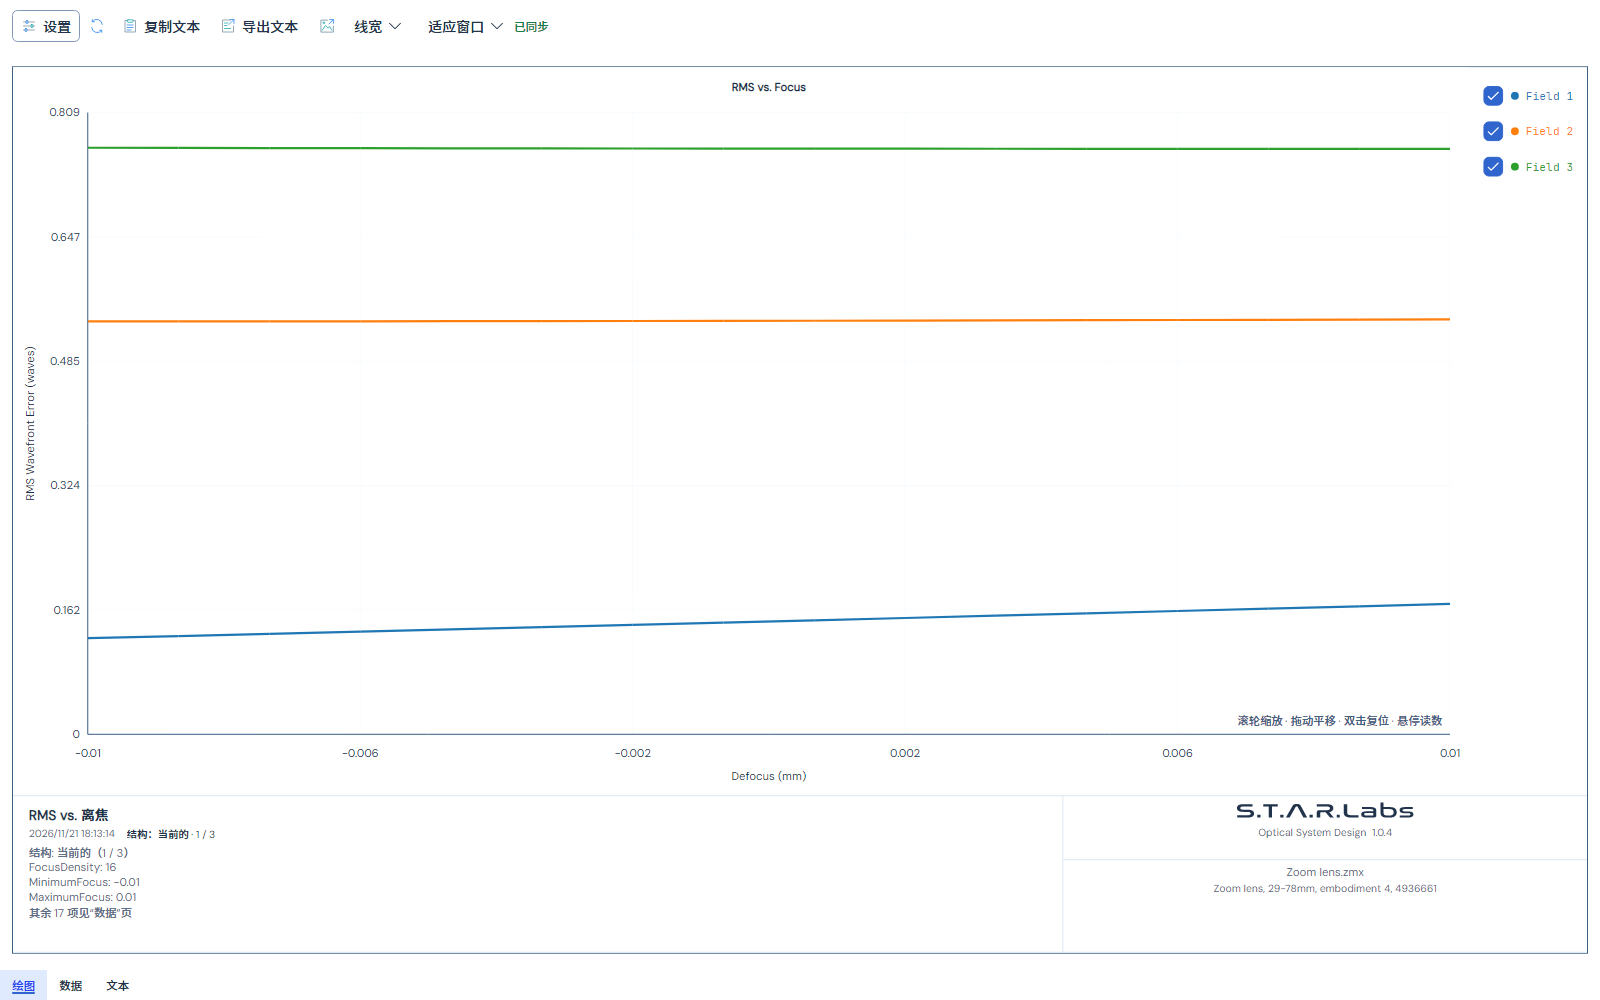 设置 复制文本 导出文本 线宽 适应窗口 已同步
RMS vs. Focus
Field 1
Field 2
Field 3
RMS Wavefront Error (waves)
0.809
0.647
0.485
0.324
0.162
0
-0.01 -0.006 -0.002 0.002 0.006 0.01
滚轮缩放 · 拖动平移 · 双击复位 · 悬停读数
Defocus (mm)
RMS vs. 离焦
2026/11/21 18:13:14 结构：当前的 · 1 / 3
结构: 当前的（1 / 3）
FocusDensity: 16
MinimumFocus: -0.01
MaximumFocus: 0.01
其余 17 项见“数据”页
S.T.A.R.Labs
Optical System Design 1.0.4
Zoom lens.zmx
Zoom lens, 29-78mm, embodiment 4, 4936661
绘图 数据 文本